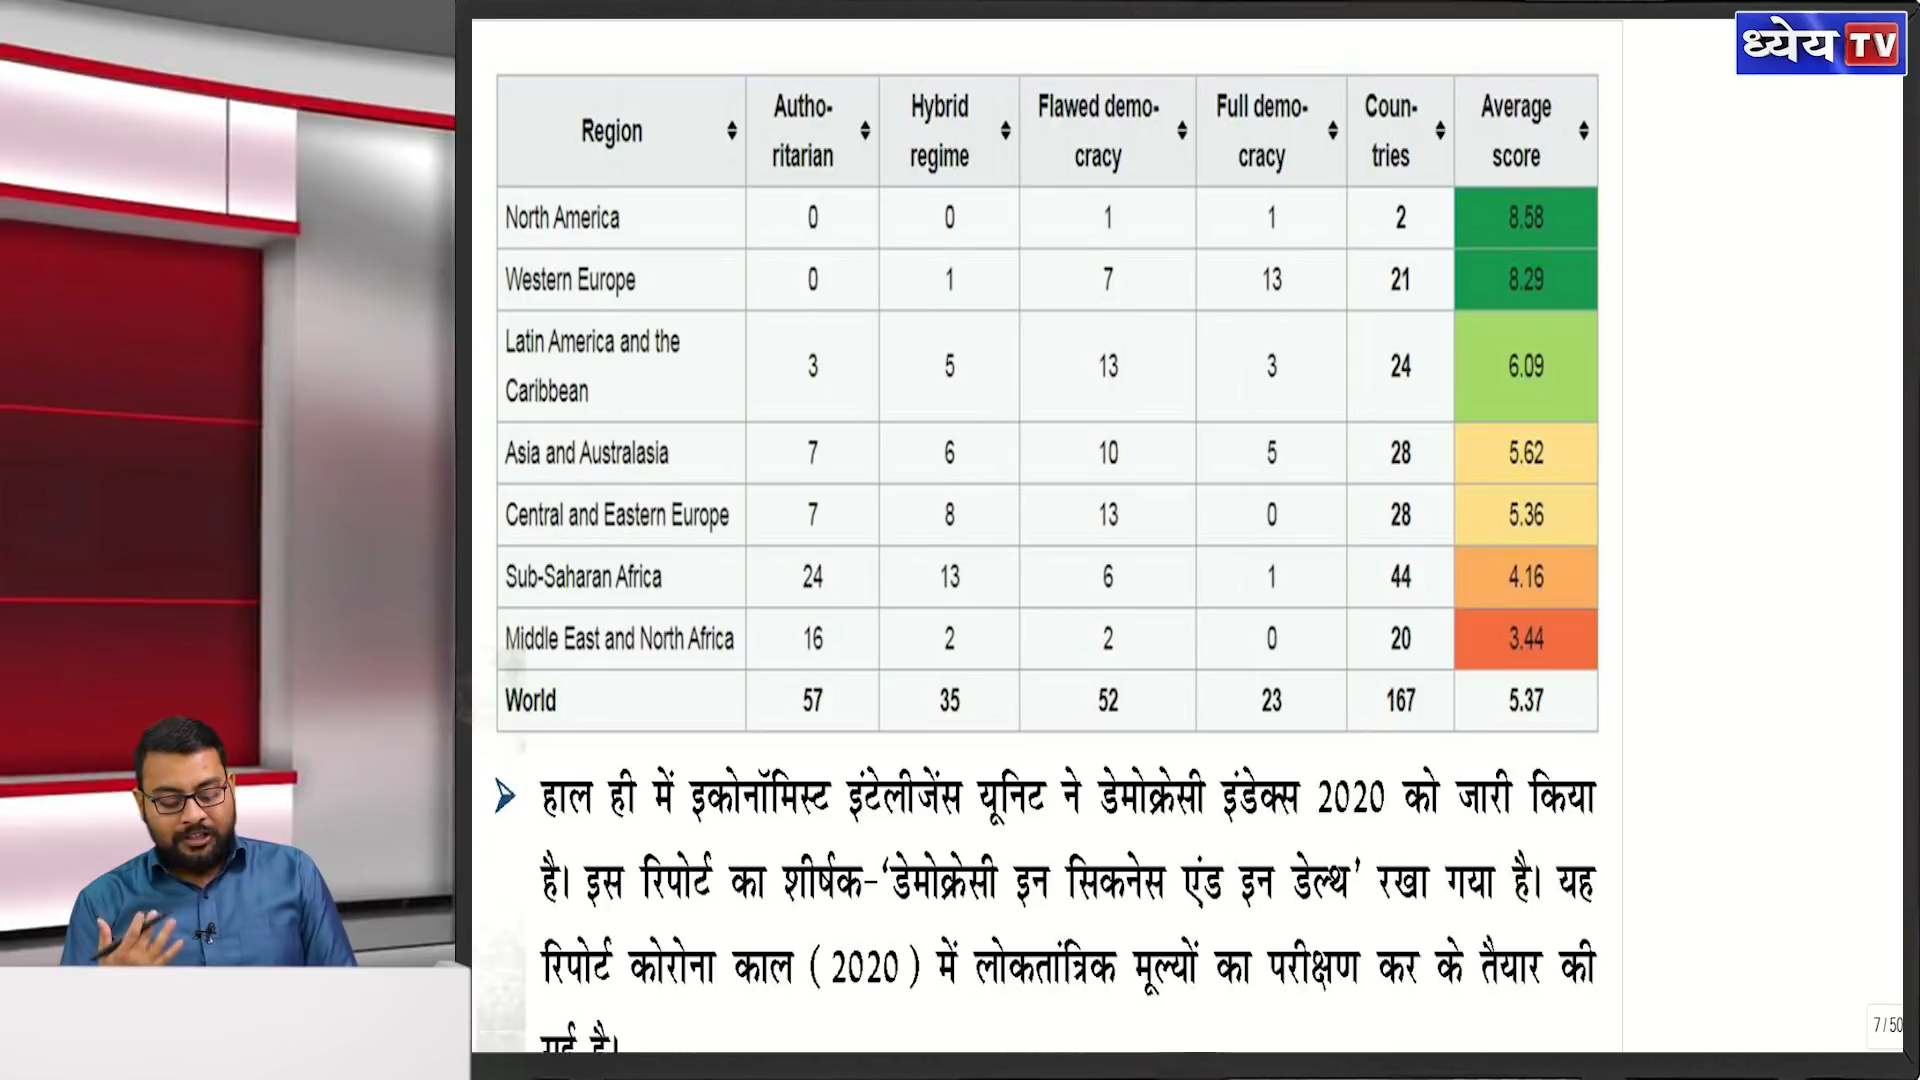 ध्येय TV
Region Autho- Hybrid Flawed demo- Full demo- Coun- Average
ritarian regime cracy cracy tries score
North America 0 0 1 1 2 8.58
Western Europe 0 1 7 13 21 8.29
Latin America and the
Caribbean 3 5 13 3 24 6.09
Asia and Australasia 7 6 10 5 28 5.62
Central and Eastern Europe 7 8 13 0 28 5.36
Sub-Saharan Africa 24 13 6 1 44 4.16
Middle East and North Africa 16 2 2 0 20 3.44
World 57 35 52 23 167 5.37
हाल ही में इकोनॉमिस्ट इंटेलीजेंस यूनिट ने डेमोक्रेसी इंडेक्स 2020 को जारी किया
है। इस रिपोर्ट का शीर्षक-‘डेमोक्रेसी इन सिकनेस एंड इन डेल्थ’ रखा गया है। यह
रिपोर्ट कोरोना काल (2020) में लोकतांत्रिक मूल्यों का परीक्षण कर के तैयार की
गई है।
7/50